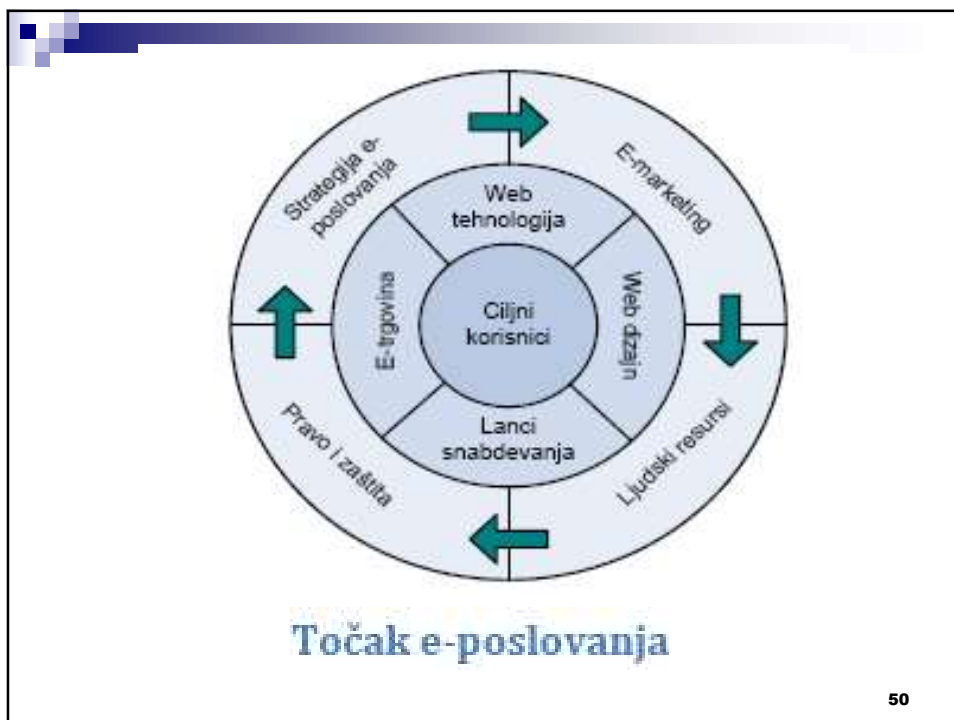 Strategija e-
poslovanja
E-marketing
Web
tehnologija
E-trgovina
Ciljni
korisnici
Web dizajn
Lanci
snabdevanja
Pravo i zaštita
Ljudski resursi
Točak e-poslovanja
50